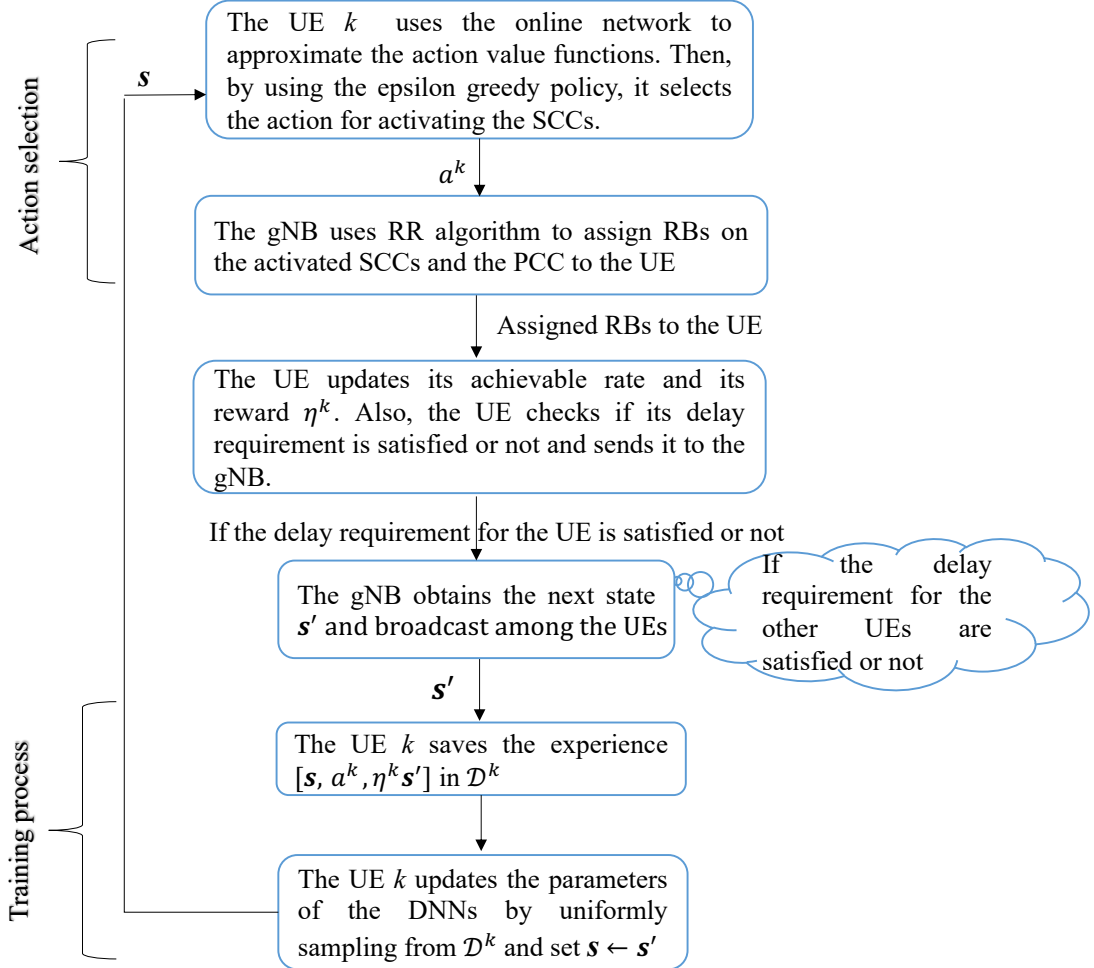 The UE k uses the online network to
approximate the action value functions. Then,
by using the epsilon greedy policy, it selects
the action for activating the SCCs.
Action selection
s
a^k
The gNB uses RR algorithm to assign RBs on
the activated SCCs and the PCC to the UE
Assigned RBs to the UE
The UE updates its achievable rate and its
reward η^k. Also, the UE checks if its delay
requirement is satisfied or not and sends it to the
gNB.
If the delay requirement for the UE is satisfied or not
The gNB obtains the next state
s′ and broadcast among the UEs
If the delay
requirement for the
other UEs are
satisfied or not
s′
Training process
The UE k saves the experience
[s, a^k, η^k s′] in 𝒟^k
The UE k updates the parameters
of the DNNs by uniformly
sampling from 𝒟^k and set s ← s′